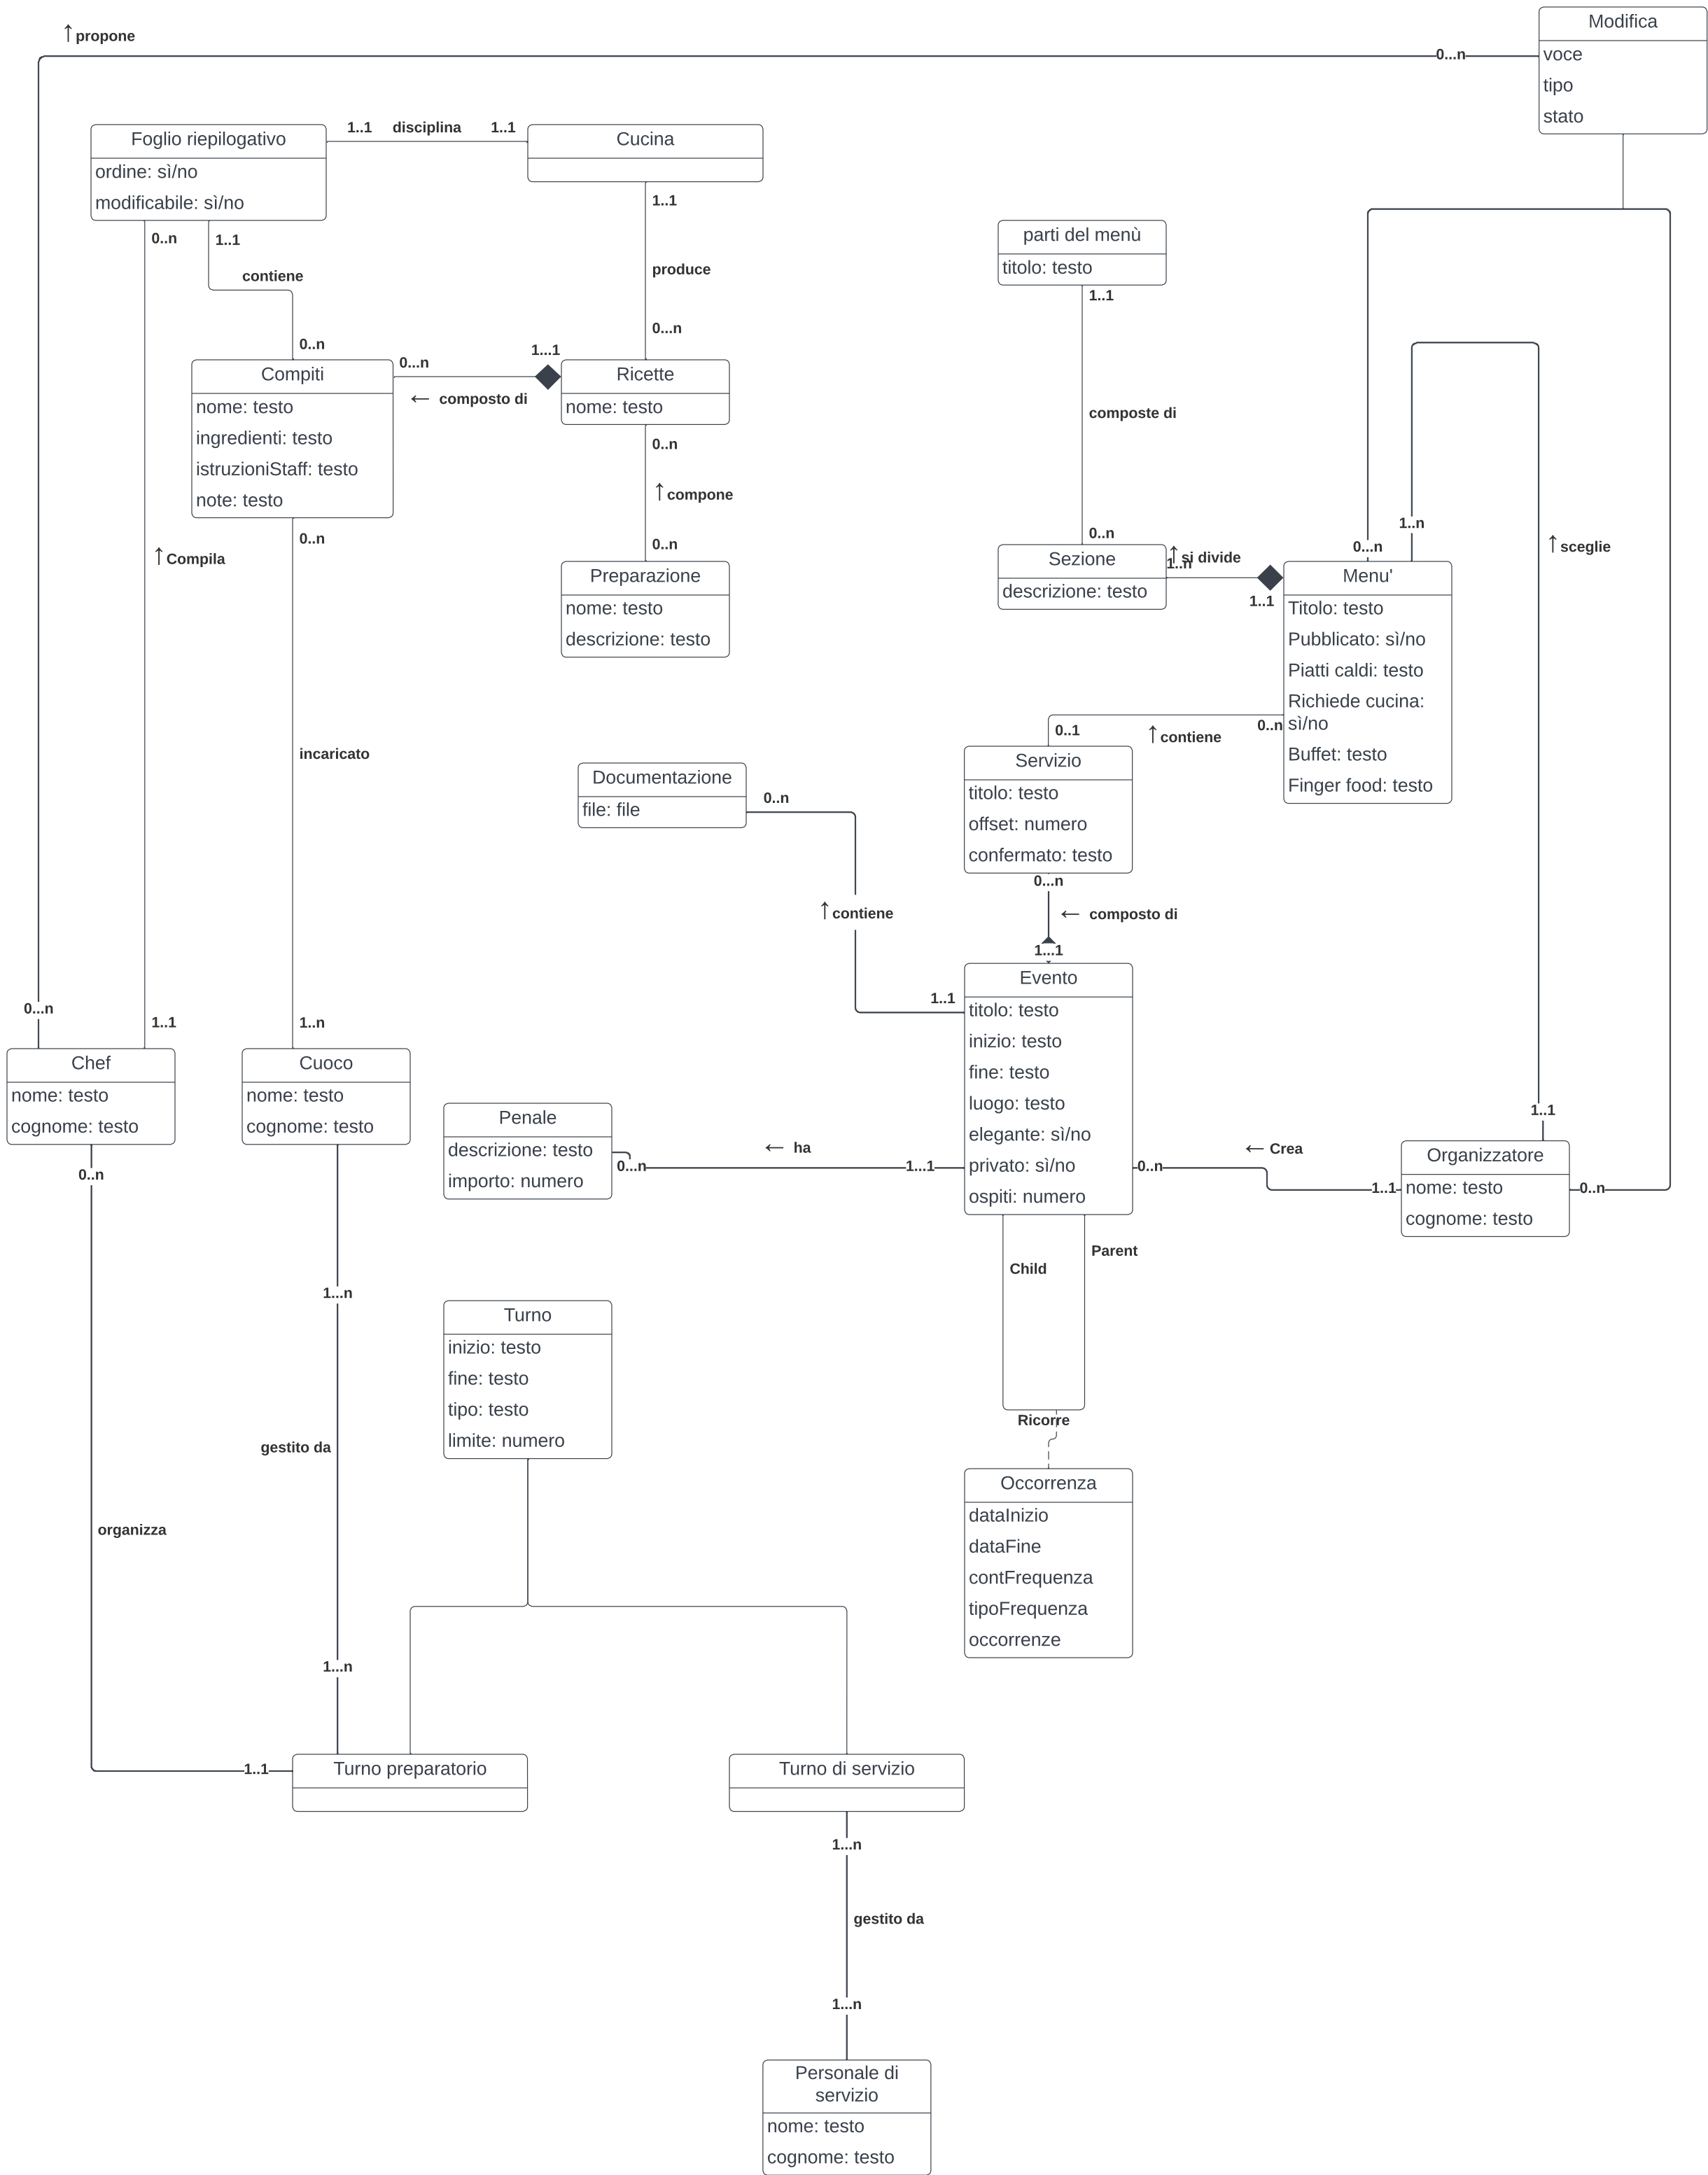 Modifica
voce
tipo
stato
↑propone
0...n
Foglio riepilogativo
ordine: sì/no
modificabile: sì/no
1..1
disciplina
1..1
Cucina
0..n
1..1
contiene
0..n
1..1
produce
0...n
parti del menù
titolo: testo
1..1
composte di
0..n
Compiti
nome: testo
ingredienti: testo
istruzioniStaff: testo
note: testo
0...n
1...1
← composto di
Ricette
nome: testo
0..n
↑compone
0..n
Preparazione
nome: testo
descrizione: testo
Sezione
descrizione: testo
↑si divide
1..n
1..1
0...n
1..n
↑sceglie
Menu'
Titolo: testo
Pubblicato: sì/no
Piatti caldi: testo
Richiede cucina:
sì/no
Buffet: testo
Finger food: testo
0..n
↑Compila
0..n
incaricato
0..1
↑contiene
Servizio
titolo: testo
offset: numero
confermato: testo
Documentazione
file: file
0..n
↑contiene
1..1
0...n
← composto di
1...1
Evento
titolo: testo
inizio: testo
fine: testo
luogo: testo
elegante: sì/no
privato: sì/no
ospiti: numero
0...n
1..1
1..n
Chef
nome: testo
cognome: testo
Cuoco
nome: testo
cognome: testo
Penale
descrizione: testo
importo: numero
0...n
← ha
1...1
0..n
← Crea
1..1
1..1
Organizzatore
nome: testo
cognome: testo
0..n
0..n
1...n
Child
Parent
Ricorre
Turno
inizio: testo
fine: testo
tipo: testo
limite: numero
gestito da
organizza
Occorrenza
dataInizio
dataFine
contFrequenza
tipoFrequenza
occorrenze
1...n
1..1
Turno preparatorio
Turno di servizio
1...n
gestito da
1...n
Personale di
servizio
nome: testo
cognome: testo